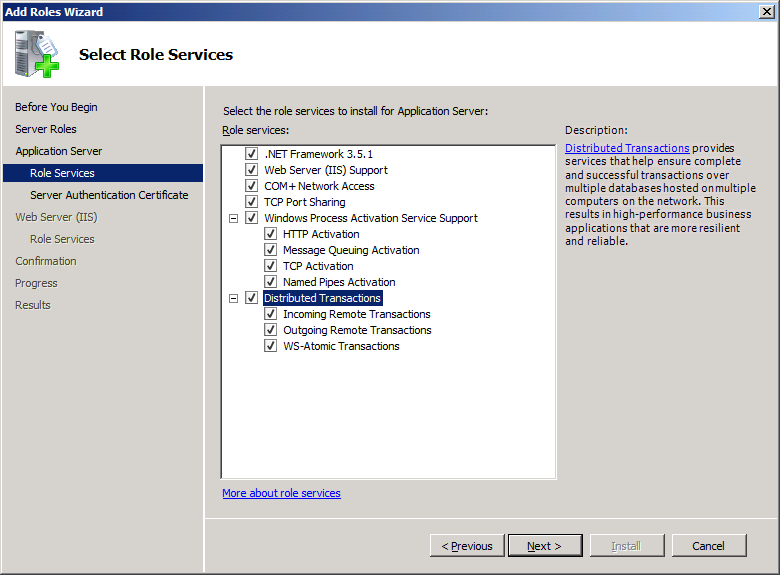 Add Roles Wizard
Select Role Services
Before You Begin
Server Roles
Application Server
Role Services
Server Authentication Certificate
Web Server (IIS)
Role Services
Confirmation
Progress
Results
Select the role services to install for Application Server:
Role services:
.NET Framework 3.5.1
Web Server (IIS) Support
COM+ Network Access
TCP Port Sharing
Windows Process Activation Service Support
HTTP Activation
Message Queuing Activation
TCP Activation
Named Pipes Activation
Distributed Transactions
Incoming Remote Transactions
Outgoing Remote Transactions
WS-Atomic Transactions
More about role services
Description:
Distributed Transactions provides
services that help ensure complete
and successful transactions over
multiple databases hosted on multiple
computers on the network. This
results in high-performance business
applications that are more resilient
and reliable.
< Previous
Next >
Install
Cancel